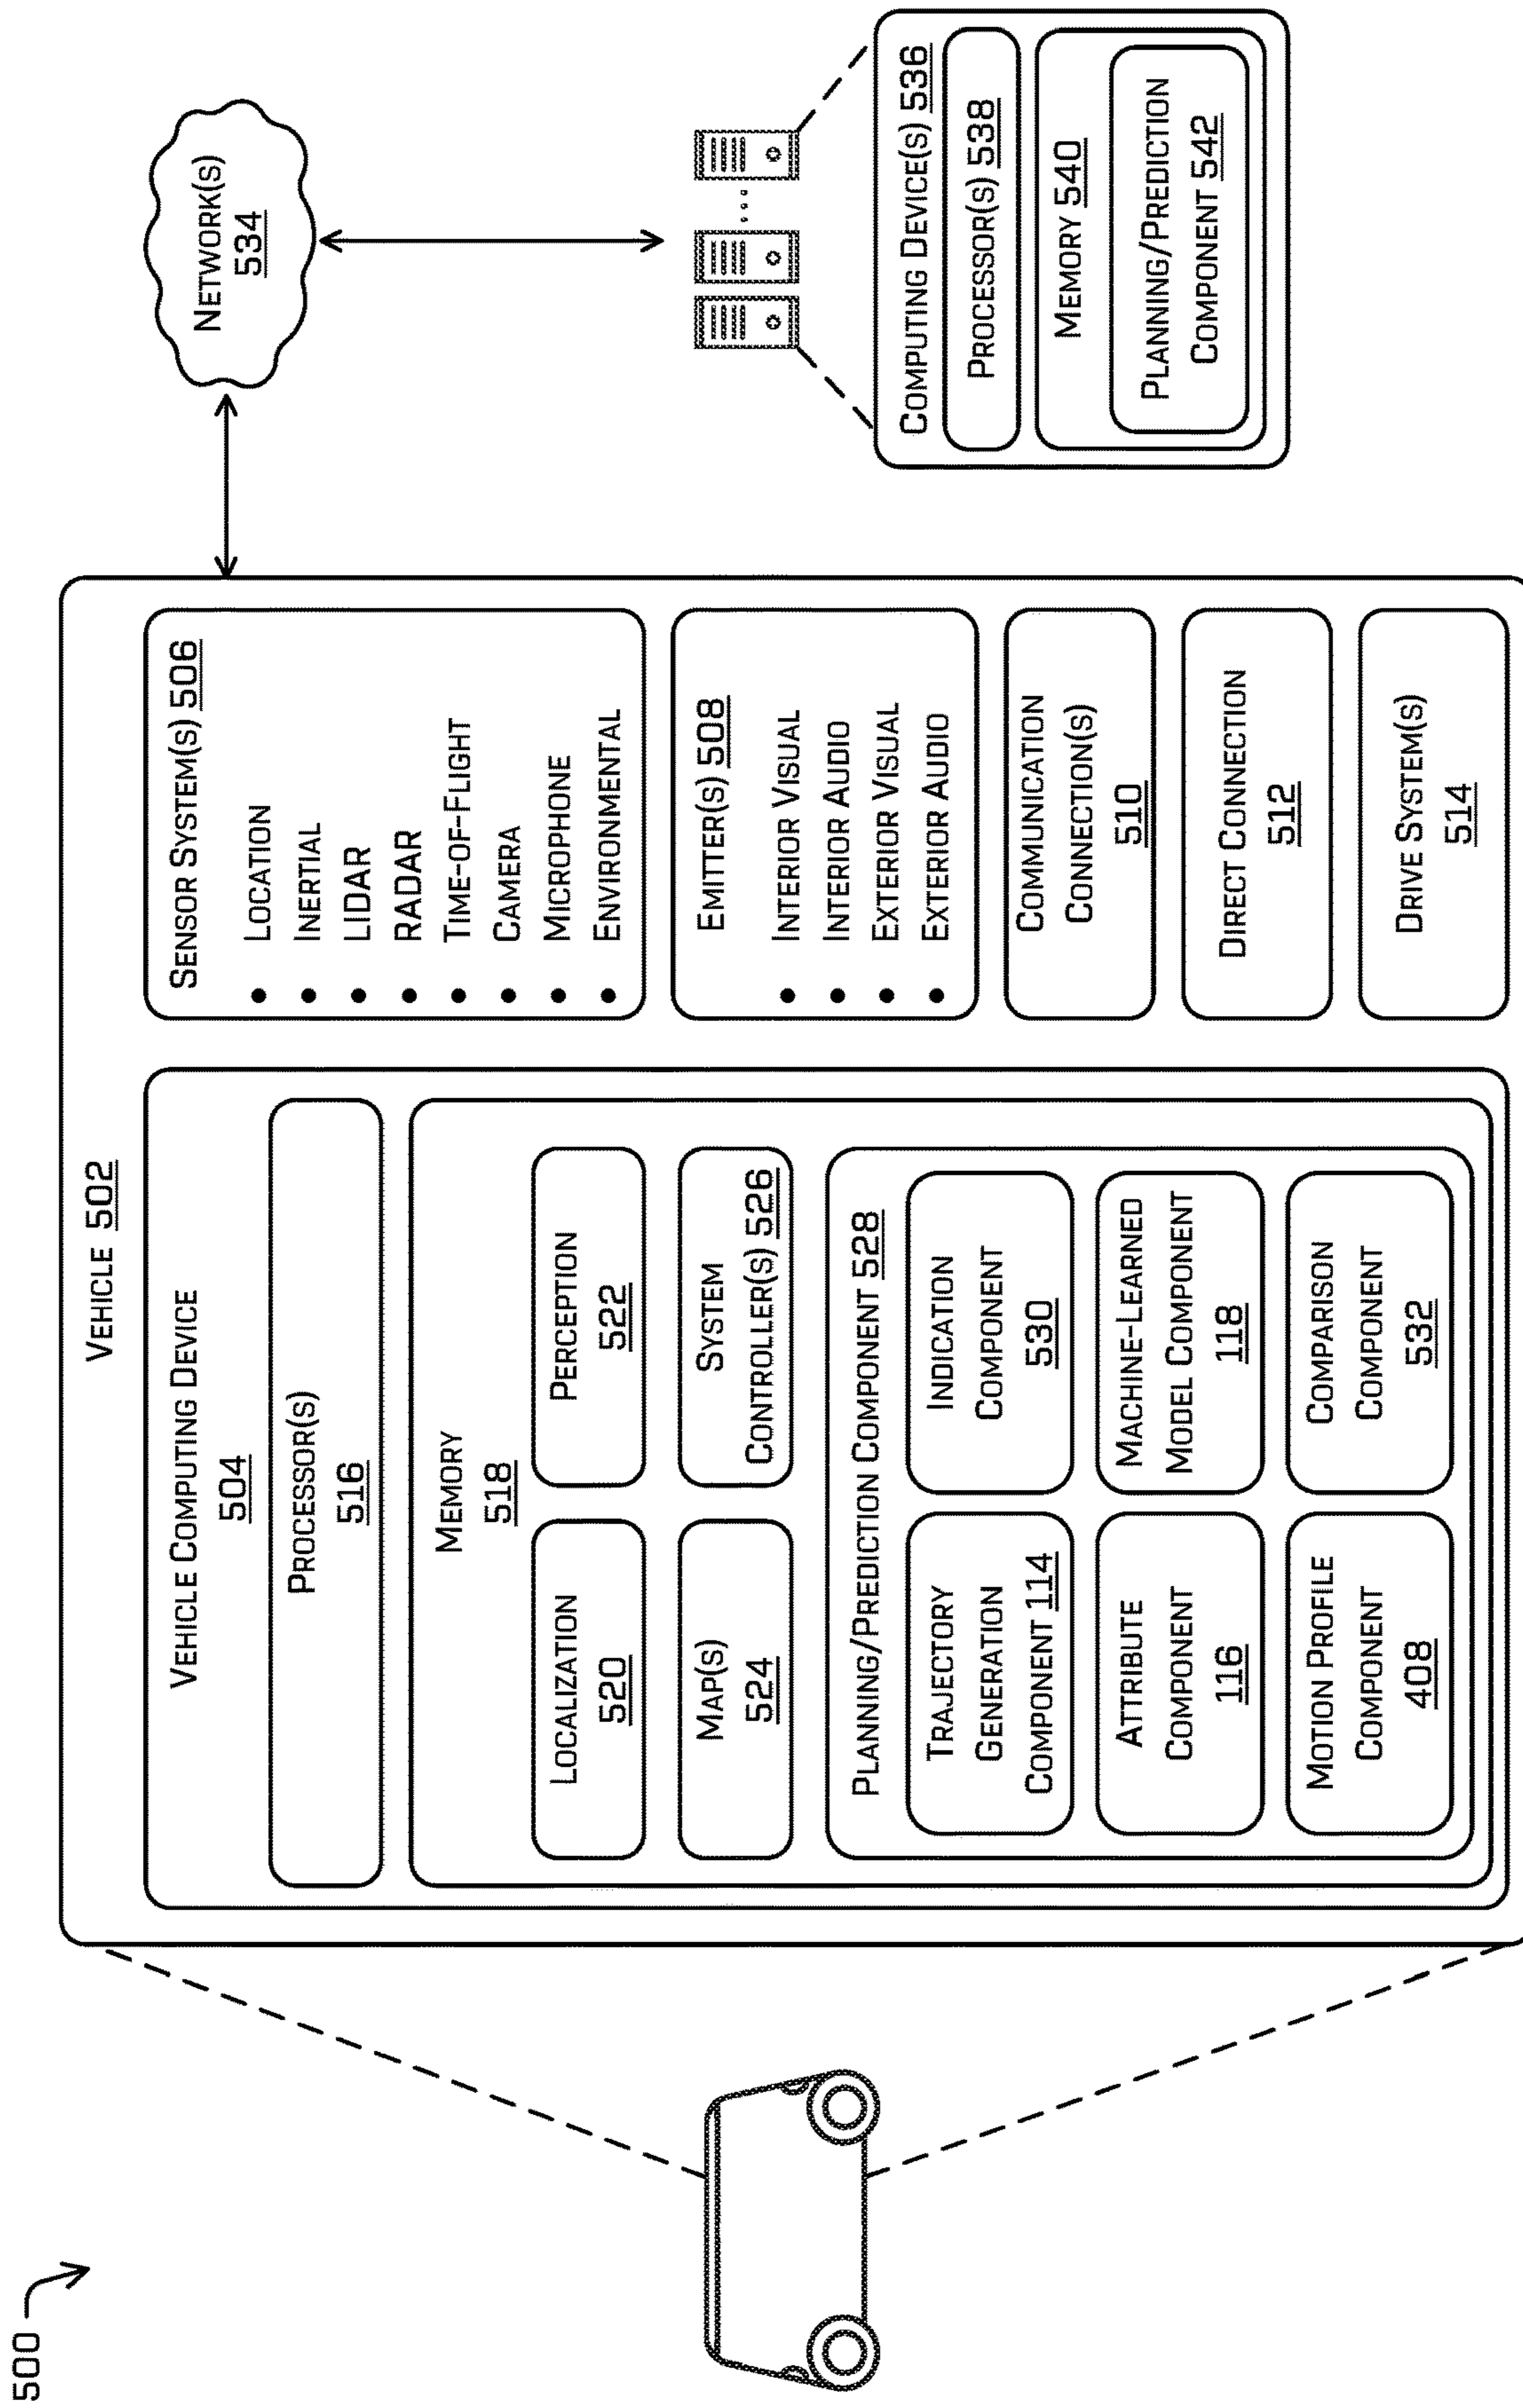 500
VEHICLE 502
VEHICLE COMPUTING DEVICE
504
PROCESSOR(S)
516
MEMORY
518
LOCALIZATION
520
PERCEPTION
522
MAP(S)
524
SYSTEM
CONTROLLER(S) 526
PLANNING/PREDICTION COMPONENT 528
TRAJECTORY
GENERATION
COMPONENT 114
INDICATION
COMPONENT
530
ATTRIBUTE
COMPONENT
116
MACHINE-LEARNED
MODEL COMPONENT
118
MOTION PROFILE
COMPONENT
408
COMPARISON
COMPONENT
532
SENSOR SYSTEM(S) 506
• LOCATION
• INERTIAL
• LIDAR
• RADAR
• TIME-OF-FLIGHT
• CAMERA
• MICROPHONE
• ENVIRONMENTAL
EMITTER(S) 508
• INTERIOR VISUAL
• INTERIOR AUDIO
• EXTERIOR VISUAL
• EXTERIOR AUDIO
COMMUNICATION
CONNECTION(S)
510
DIRECT CONNECTION
512
DRIVE SYSTEM(S)
514
NETWORK(S)
534
COMPUTING DEVICE(S) 536
PROCESSOR(S) 538
MEMORY 540
PLANNING/PREDICTION
COMPONENT 542